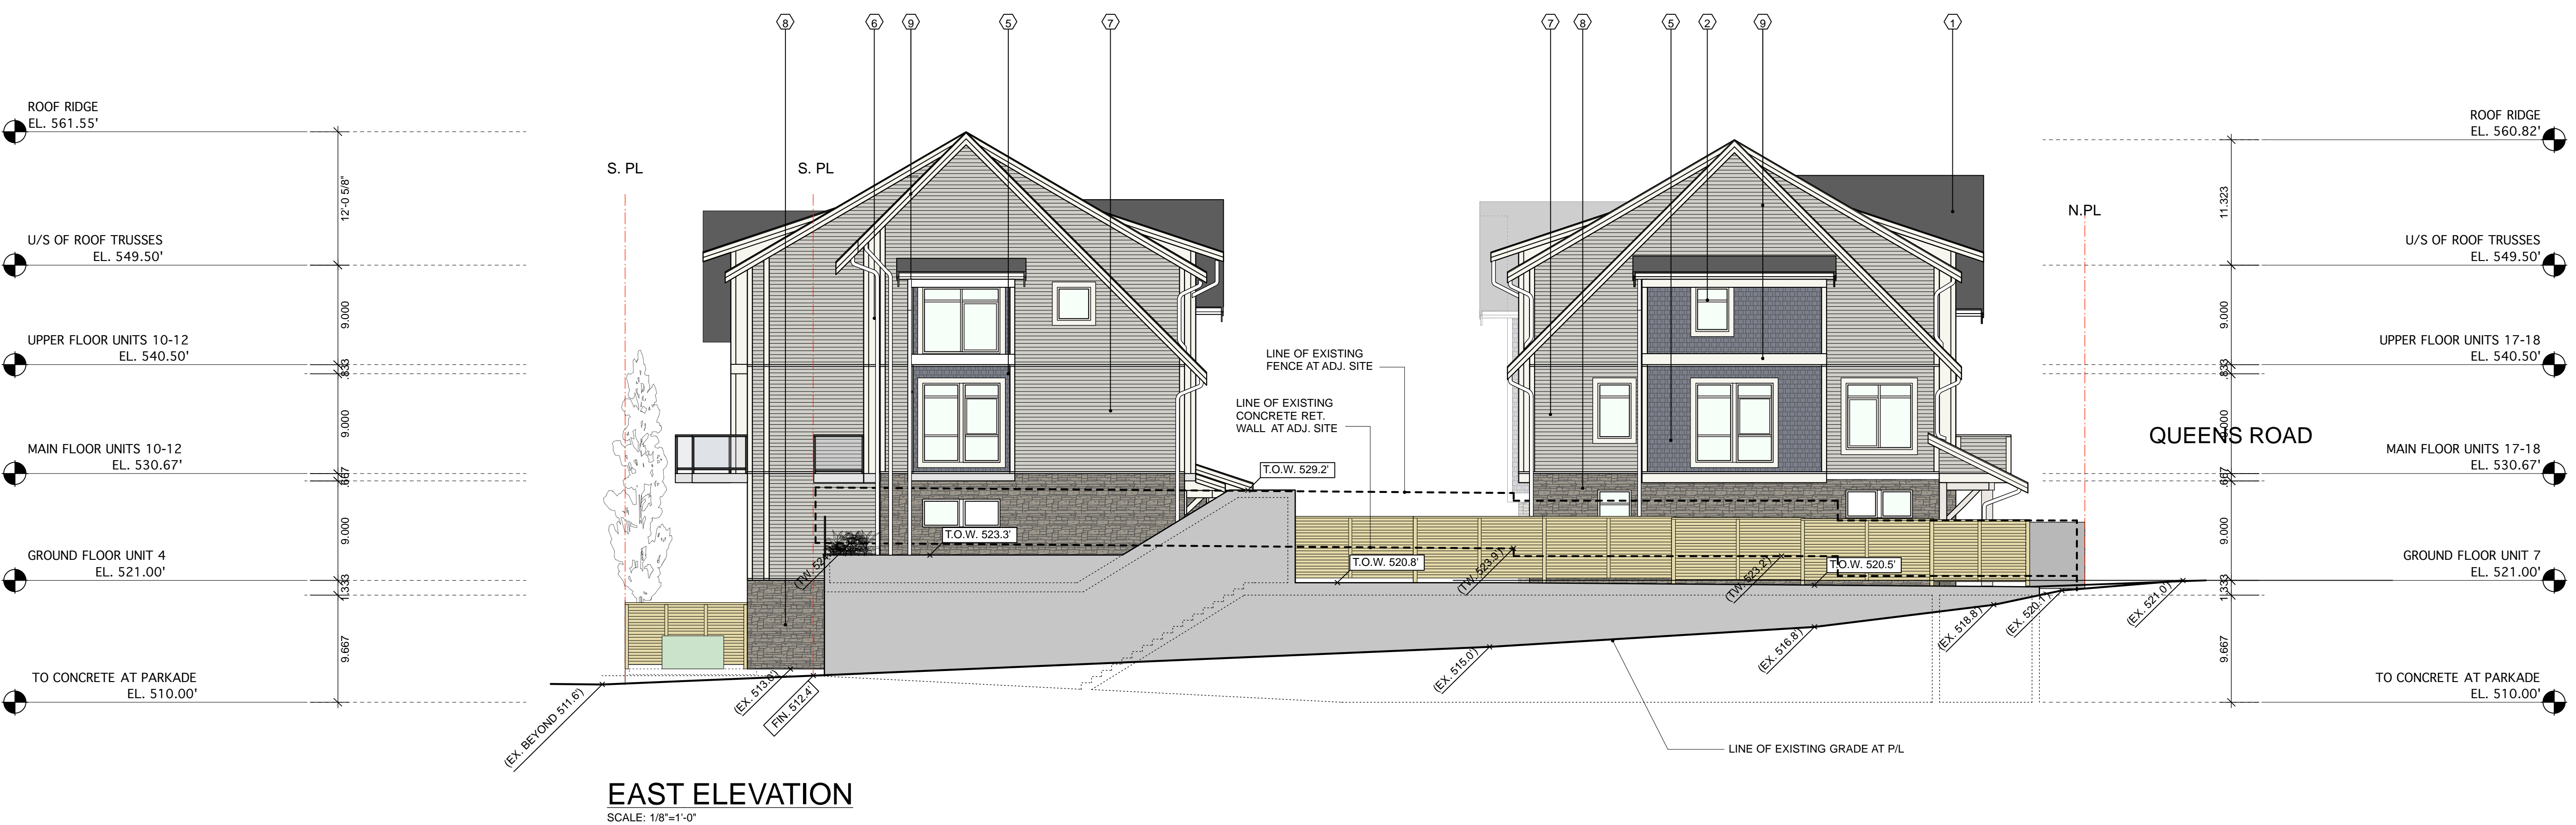 8
6
9
5
7
7
8
5
2
9
1
ROOF RIDGE
EL. 561.55'
12'-0 5/8"
U/S OF ROOF TRUSSES
EL. 549.50'
9.000
UPPER FLOOR UNITS 10-12
EL. 540.50'
.833
9.000
MAIN FLOOR UNITS 10-12
EL. 530.67'
.667
9.000
GROUND FLOOR UNIT 4
EL. 521.00'
1.333
9.667
TO CONCRETE AT PARKADE
EL. 510.00'
S. PL
S. PL
LINE OF EXISTING
FENCE AT ADJ. SITE
LINE OF EXISTING
CONCRETE RET.
WALL AT ADJ. SITE
T.O.W. 529.2'
T.O.W. 523.3'
T.O.W. 520.8'
T.O.W. 520.5'
(TW. 523.9')
(TW. 523.2')
(EX. BEYOND 511.6')
(EX. 513.0')
FIN. 512.4'
(EX. 515.0')
(EX. 516.8')
(EX. 518.8')
(EX. 520.1')
(EX. 521.0')
LINE OF EXISTING GRADE AT P/L
N.PL
QUEENS ROAD
ROOF RIDGE
EL. 560.82'
11.323
U/S OF ROOF TRUSSES
EL. 549.50'
9.000
UPPER FLOOR UNITS 17-18
EL. 540.50'
.833
MAIN FLOOR UNITS 17-18
EL. 530.67'
.667
9.000
GROUND FLOOR UNIT 7
EL. 521.00'
1.333
9.667
TO CONCRETE AT PARKADE
EL. 510.00'
EAST ELEVATION
SCALE: 1/8"=1'-0"